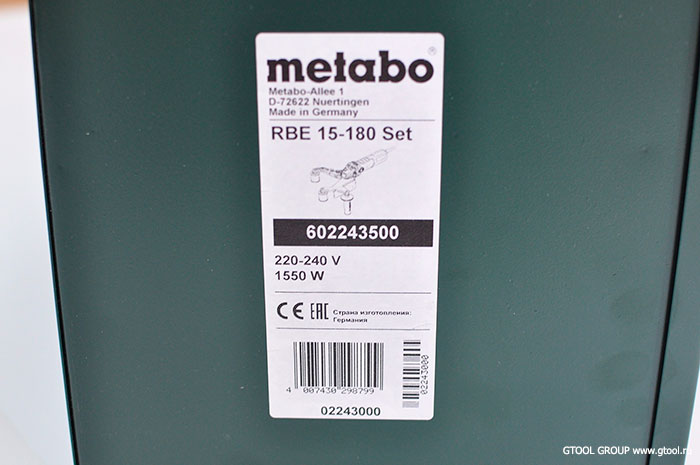 metabo®
Metabo-Allee 1
D-72622 Nuertingen
Made in Germany
RBE 15-180 Set
602243500
220-240 V
1550 W
CE EAC Страна изготовления:
Германия
4 007430 298799
02243000
02243000
GTOOL GROUP www.gtool.ru